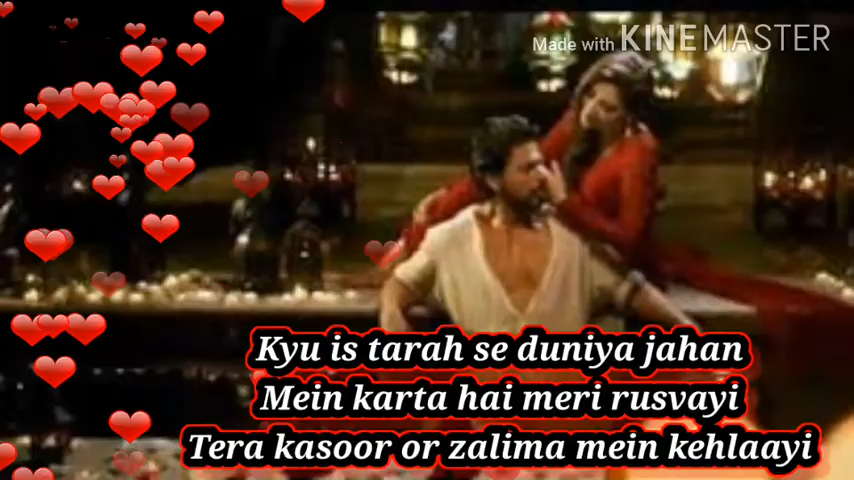 Made with KINEMASTER
Kyu is tarah se duniya jahan
Mein karta hai meri rusvayi
Tera kasoor or zalima mein kehlaayi